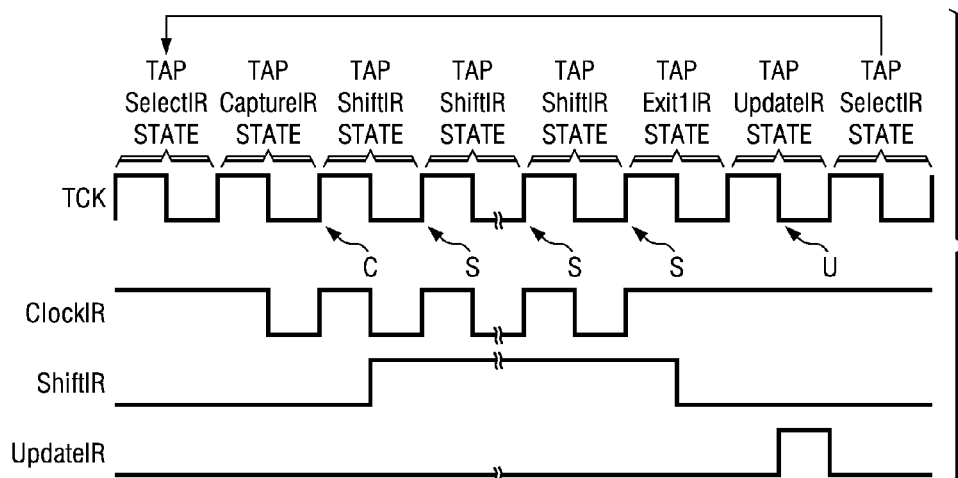 TAP SelectIR STATE
TAP CaptureIR STATE
TAP ShiftIR STATE
TAP ShiftIR STATE
TAP ShiftIR STATE
TAP Exit1IR STATE
TAP UpdateIR STATE
TAP SelectIR STATE
TCK
C S S S U
ClockIR
ShiftIR
UpdateIR